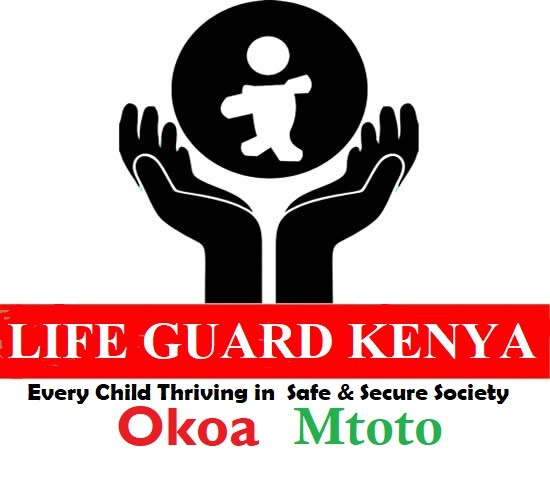 LIFE GUARD KENYA
Every Child Thriving in Safe & Secure Society
Okoa Mtoto